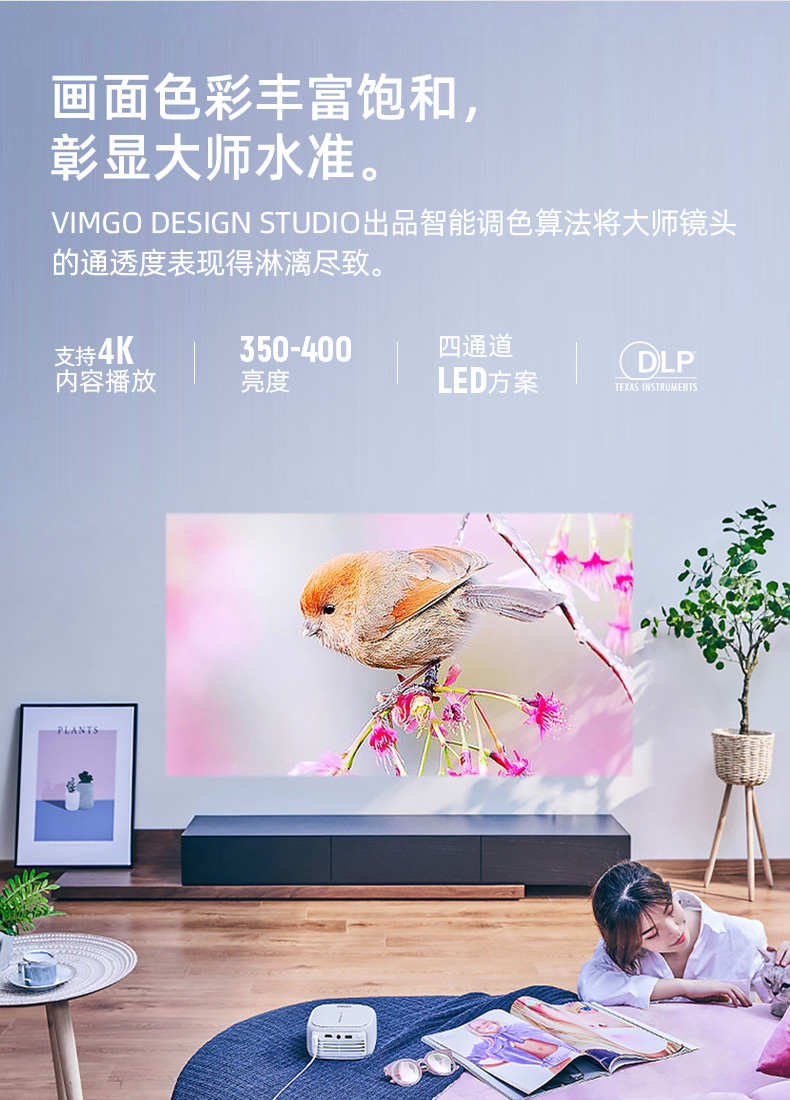 画面色彩丰富饱和，
彰显大师水准。
VIMGO DESIGN STUDIO出品智能调色算法将大师镜头
的通透度表现得淋漓尽致。
支持4K
内容播放
350-400
亮度
四通道
LED方案
DLP
TEXAS INSTRUMENTS
PLANTS